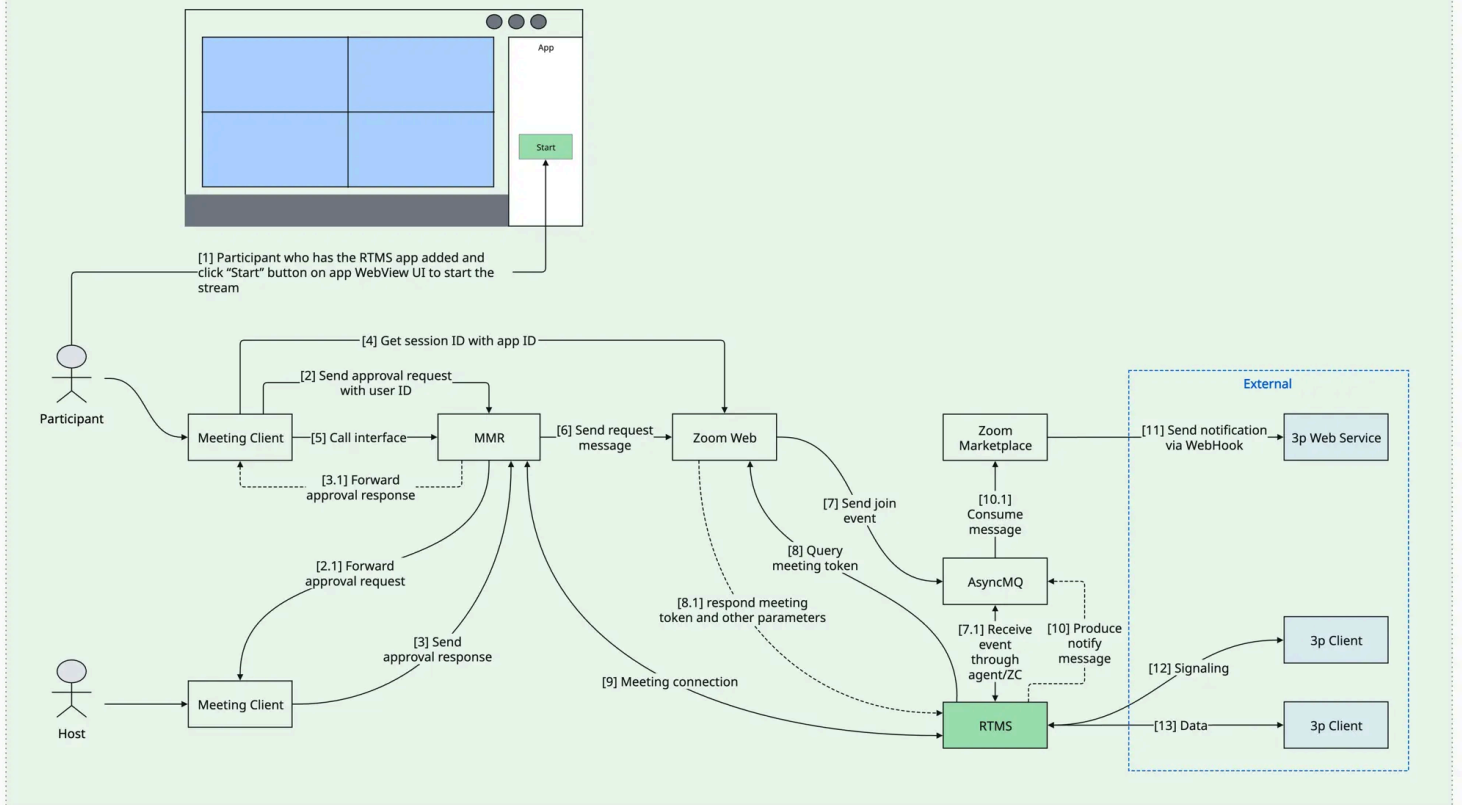 App
Start
[1] Participant who has the RTMS app added and
click “Start” button on app WebView UI to start the
stream
[4] Get session ID with app ID
[2] Send approval request
with user ID
Participant
Meeting Client
[5] Call interface
MMR
[6] Send request
message
Zoom Web
Zoom
Marketplace
[11] Send notification
via WebHook
External
3p Web Service
[3.1] Forward
approval response
[7] Send join
event
[10.1]
Consume
message
[8] Query
meeting token
[2.1] Forward
approval request
AsyncMQ
[8.1] respond meeting
token and other parameters
[7.1] Receive
event
through
agent/ZC
[10] Produce
notify
message
[3] Send
approval response
3p Client
[12] Signaling
[9] Meeting connection
Host
Meeting Client
RTMS
[13] Data
3p Client